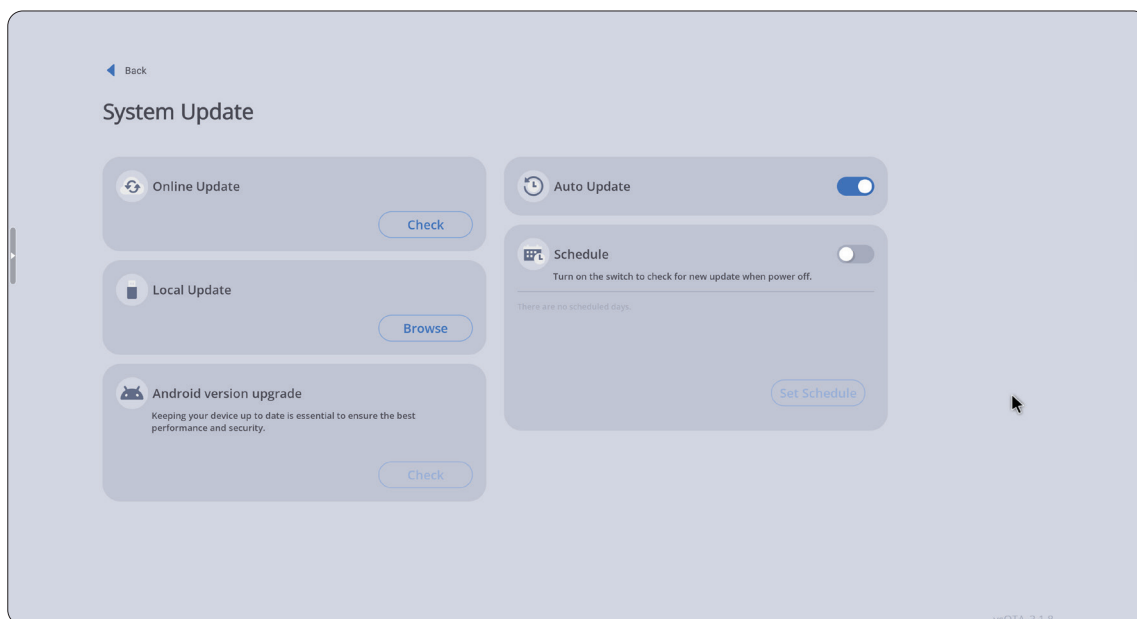 Back
System Update
Online Update
Check
Local Update
Browse
Android version upgrade
Keeping your device up to date is essential to ensure the best
performance and security.
Check
Auto Update
Schedule
Turn on the switch to check for new update when power off.
There are no scheduled days.
Set Schedule